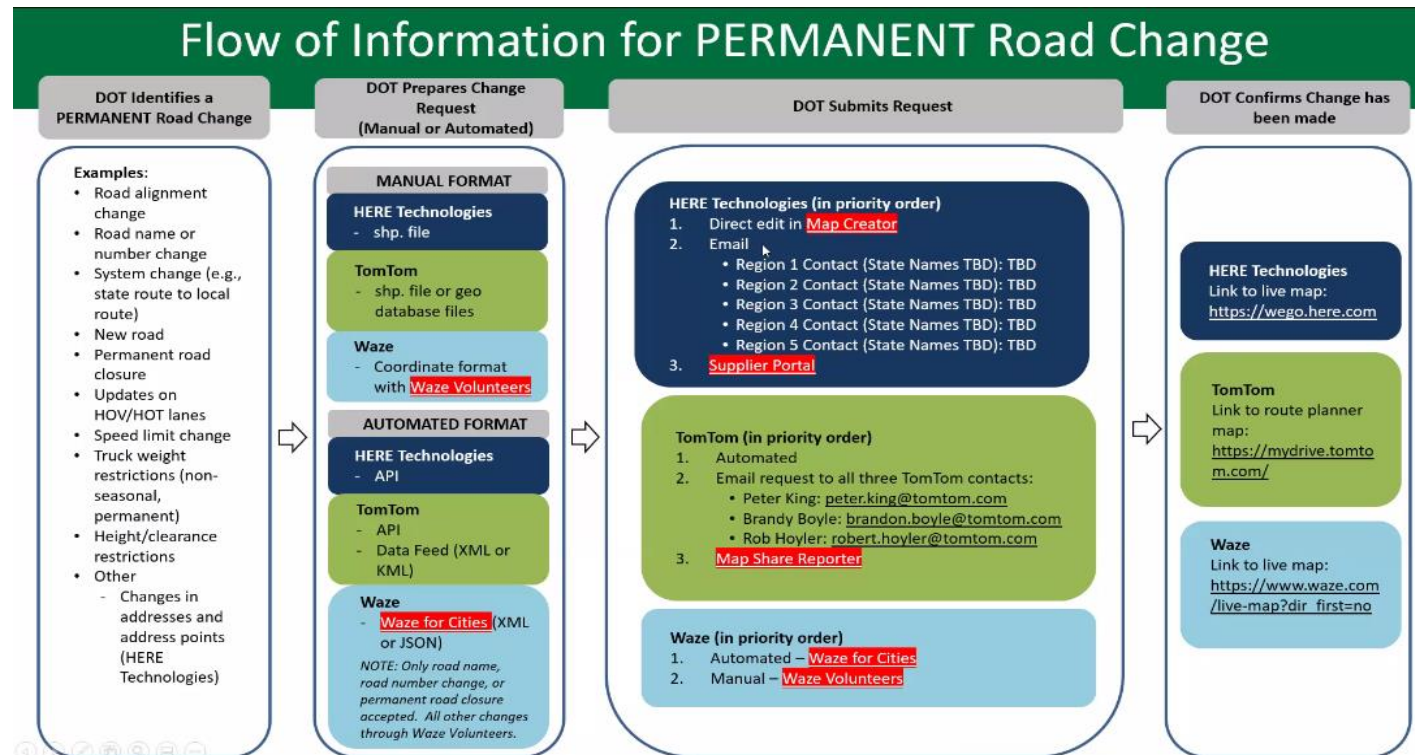 Flow of Information for PERMANENT Road Change
DOT Identifies a
PERMANENT Road Change
Examples:
• Road alignment
change
• Road name or
number change
• System change (e.g.,
state route to local
route)
• New road
• Permanent road
closure
• Updates on
HOV/HOT lanes
• Speed limit change
• Truck weight
restrictions (non-
seasonal,
permanent)
• Height/clearance
restrictions
• Other
- Changes in
addresses and
address points
(HERE
Technologies)
DOT Prepares Change
Request
(Manual or Automated)
MANUAL FORMAT
HERE Technologies
- shp. file
TomTom
- shp. file or geo
database files
Waze
- Coordinate format
with Waze Volunteers
AUTOMATED FORMAT
HERE Technologies
- API
TomTom
- API
- Data Feed (XML or
KML)
Waze
- Waze for Cities (XML
or JSON)
NOTE: Only road name,
road number change, or
permanent road closure
accepted. All other changes
through Waze Volunteers.
DOT Submits Request
HERE Technologies (in priority order)
1. Direct edit in Map Creator
2. Email
• Region 1 Contact (State Names TBD): TBD
• Region 2 Contact (State Names TBD): TBD
• Region 3 Contact (State Names TBD): TBD
• Region 4 Contact (State Names TBD): TBD
• Region 5 Contact (State Names TBD): TBD
3. Supplier Portal
TomTom (in priority order)
1. Automated
2. Email request to all three TomTom contacts:
• Peter King: peter.king@tomtom.com
• Brandy Boyle: brandon.boyle@tomtom.com
• Rob Hoyler: robert.hoyler@tomtom.com
3. Map Share Reporter
Waze (in priority order)
1. Automated – Waze for Cities
2. Manual – Waze Volunteers
DOT Confirms Change has
been made
HERE Technologies
Link to live map:
https://wego.here.com
TomTom
Link to route planner
map:
https://mydrive.tomto
m.com/
Waze
Link to live map:
https://www.waze.com
/live-map?dir_first=no